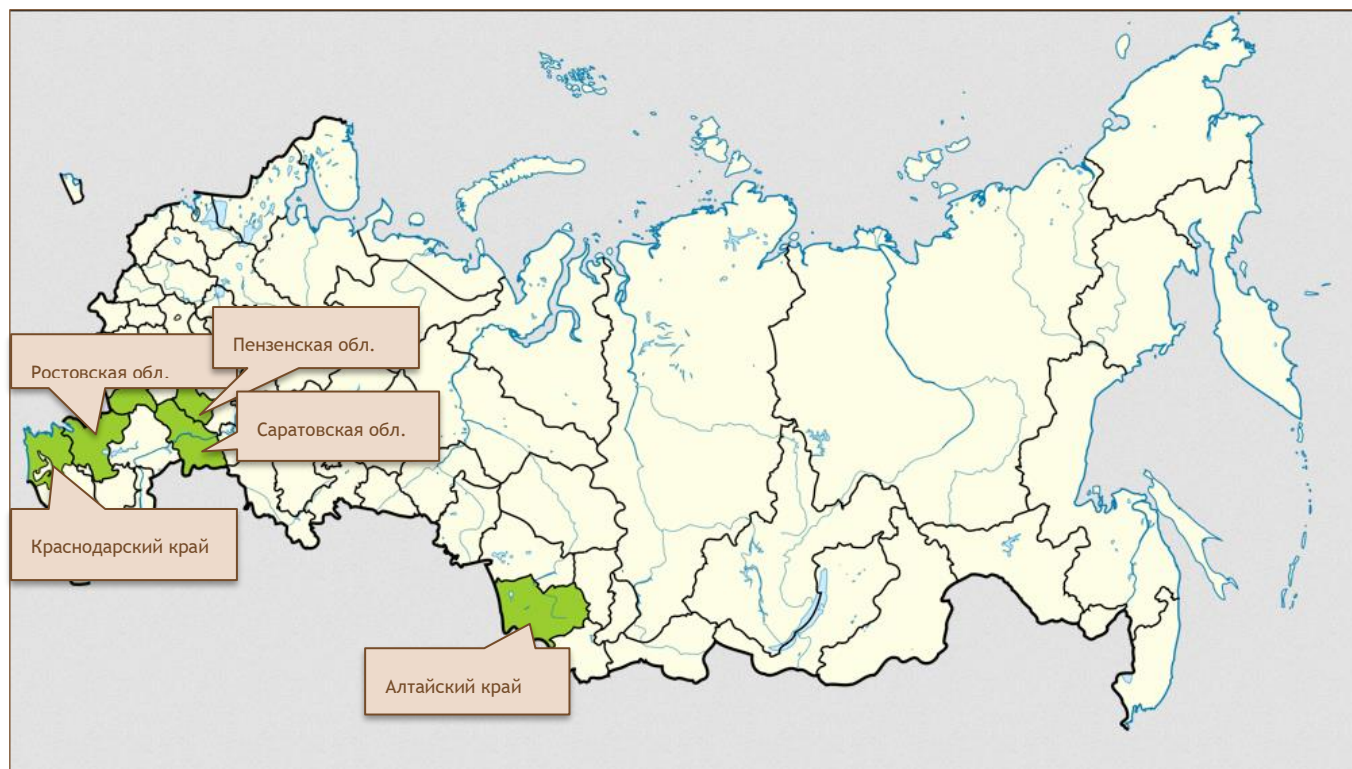 Пензенская обл.
Ростовская обл.
Саратовская обл.
Краснодарский край
Алтайский край